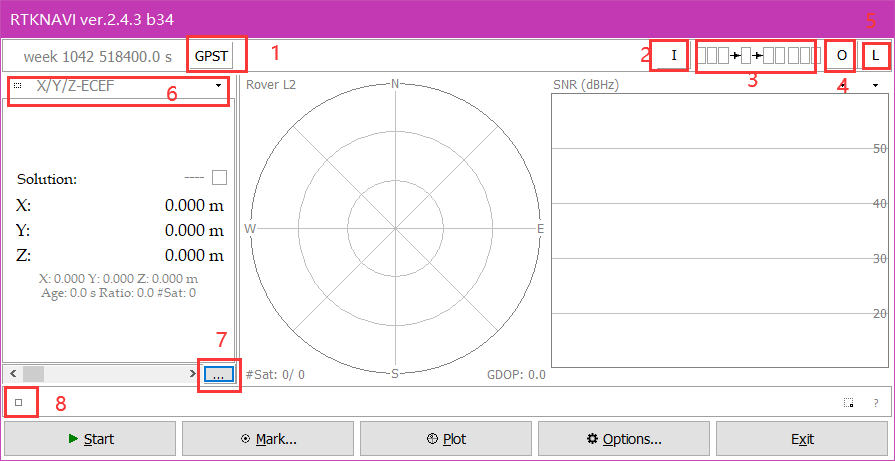 RTKNAVI ver.2.4.3 b34
5
week 1042 518400.0 s GPST 1 2 I 3 O L
4
X/Y/Z-ECEF 6 Rover L2 N SNR (dBHz)
50
Solution: ----
X: 0.000 m 40
Y: 0.000 m W E
Z: 0.000 m 30
X: 0.000 Y: 0.000 Z: 0.000 m
Age: 0.0 s Ratio: 0.0 #Sat: 0
20
7
< > ... #Sat: 0/ 0 S GDOP: 0.0
8 ?
Start Mark... Plot Options... Exit